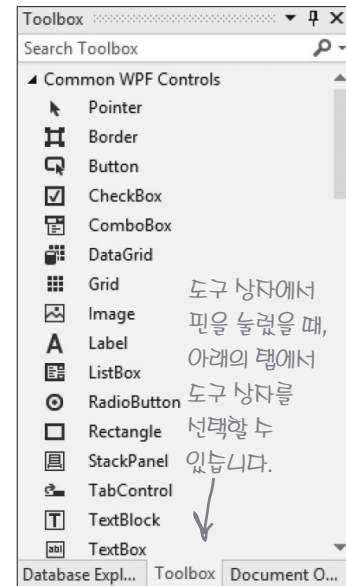 Toolbox
Search Toolbox
Common WPF Controls
Pointer
Border
Button
CheckBox
ComboBox
DataGrid
Grid
Image
Label
ListBox
RadioButton
Rectangle
StackPanel
TabControl
TextBlock
TextBox
도구 상자에서
핀을 눌렀을 때,
아래의 탭에서
도구 상자를
선택할 수
있습니다.
Database Expl... Toolbox Document O...